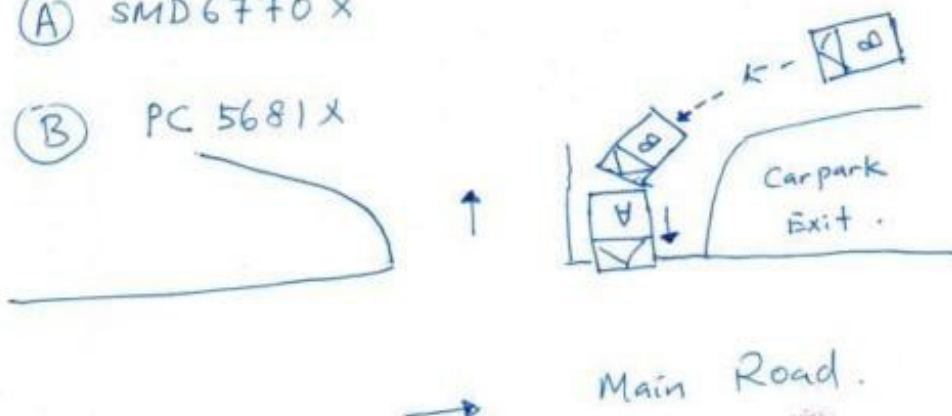 A SMD 6770 X
B PC 5681 X
B
B
A
Carpark
Exit.
Main Road.